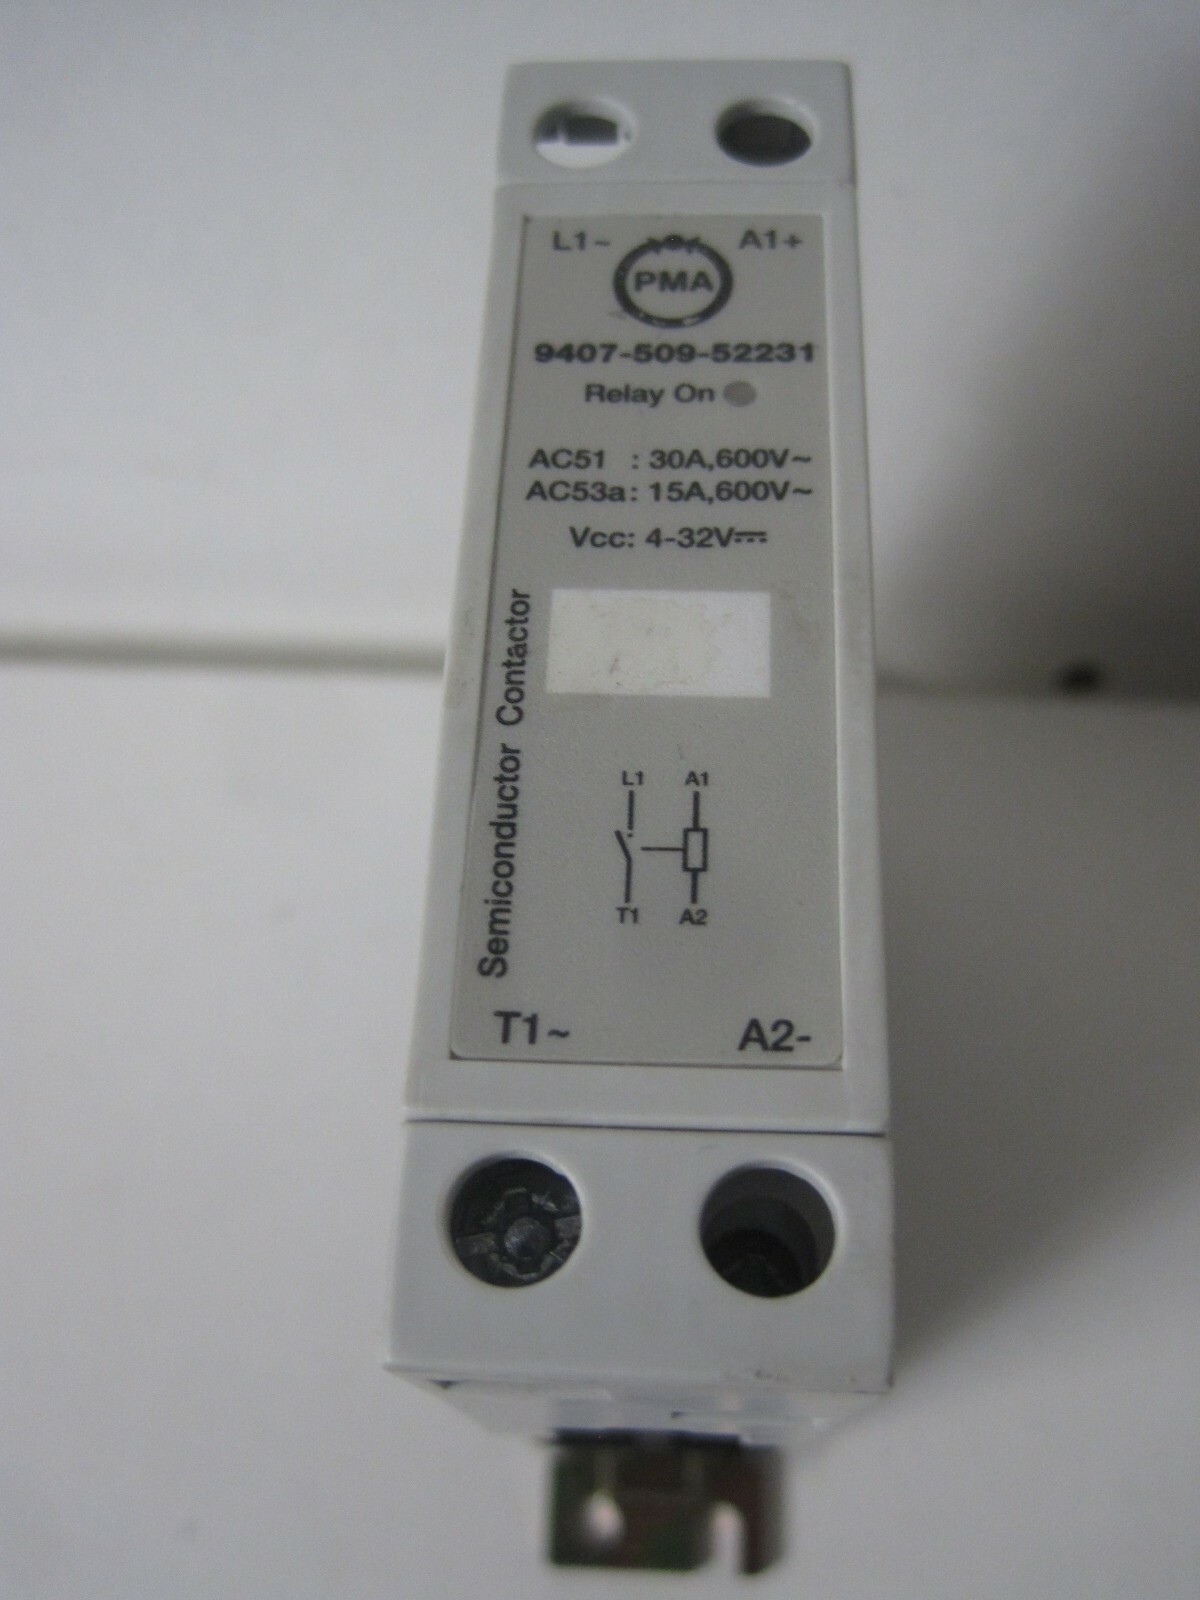 L1~ PMA A1+
9407-509-52231
Relay On
AC51 : 30A,600V~
AC53a: 15A,600V~
Vcc: 4-32V⎓
Semiconductor Contactor
L1 A1
T1 A2
T1~ A2-